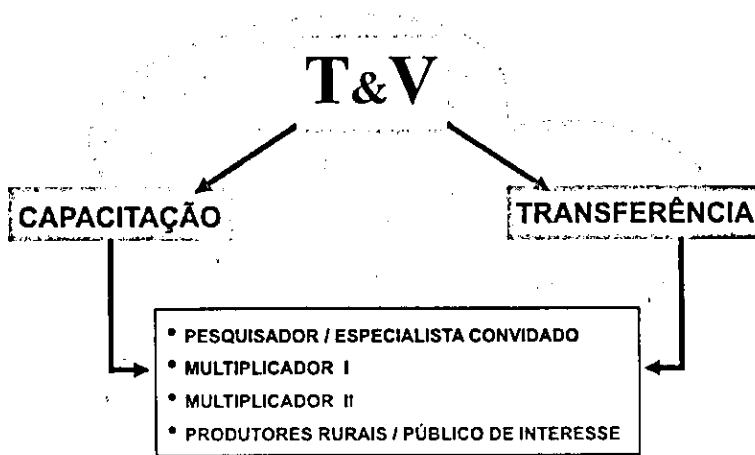 T&V
CAPACITAÇÃO
TRANSFERÊNCIA
• PESQUISADOR / ESPECIALISTA CONVIDADO
• MULTIPLICADOR I
• MULTIPLICADOR II
• PRODUTORES RURAIS / PÚBLICO DE INTERESSE